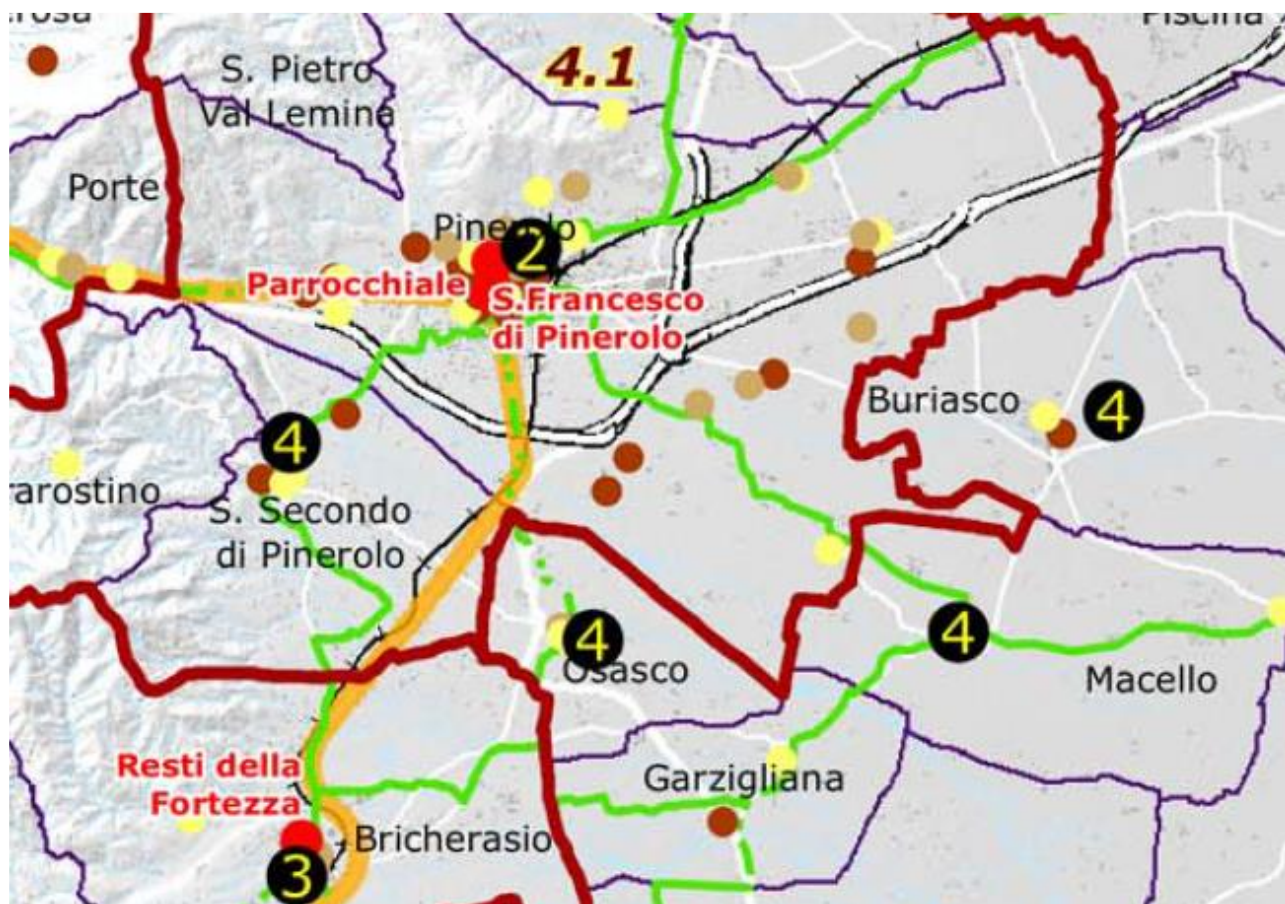 Piscina
S. Pietro
Val Lemina
4.1
Porte
Pinerolo
2
Parrocchiale
S.Francesco
di Pinerolo
Buriasco
4
4
S. Secondo
di Pinerolo
4
Osasco
4
Macello
Resti della
Fortezza
Garzigliana
Bricherasio
3